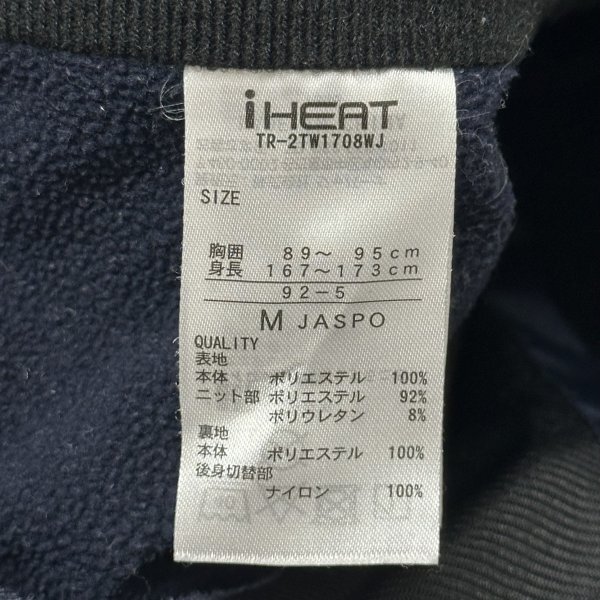 iHEAT
TR-2TW1708WJ
SIZE
胸囲 89～ 95cm
身長 167～173cm
92-5
M JASPO
QUALITY
表地
本体 ポリエステル 100%
ニット部 ポリエステル 92%
ポリウレタン 8%
裏地
本体 ポリエステル 100%
後身切替部
ナイロン 100%